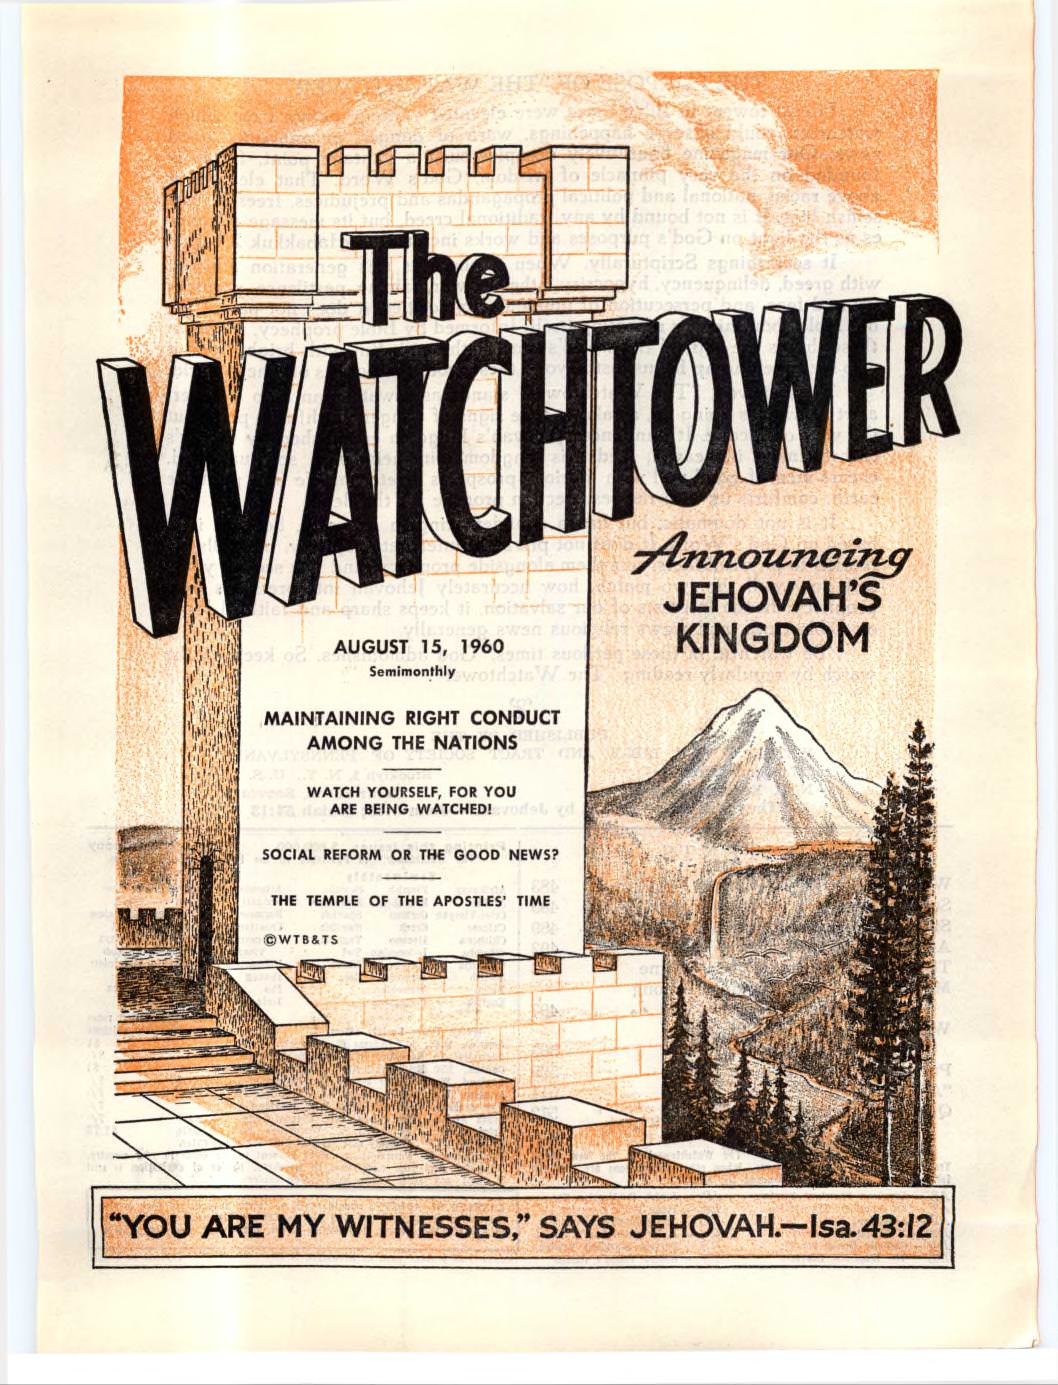 The
WATCHTOWER
Announcing
JEHOVAH'S
KINGDOM
AUGUST 15, 1960
Semimonthly
MAINTAINING RIGHT CONDUCT
AMONG THE NATIONS
WATCH YOURSELF, FOR YOU
ARE BEING WATCHED!
SOCIAL REFORM OR THE GOOD NEWS?
THE TEMPLE OF THE APOSTLES' TIME
©WTB&TS
“YOU ARE MY WITNESSES,” SAYS JEHOVAH.—Isa. 43:12